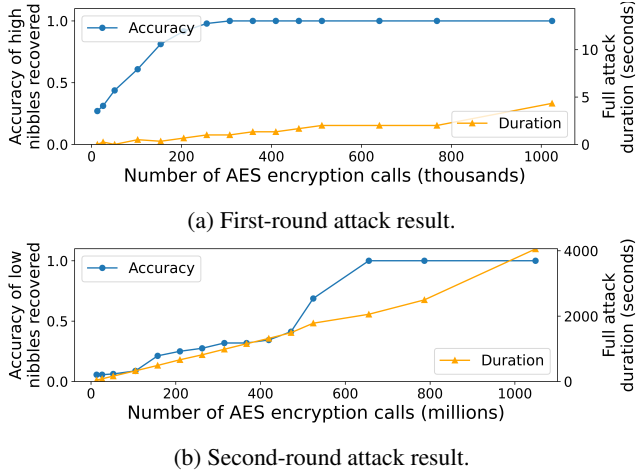 Accuracy of high
nibbles recovered
1.0
0.5
0.0
Accuracy
Duration
10
5
0
Full attack
duration (seconds)
0 200 400 600 800 1000
Number of AES encryption calls (thousands)
(a) First-round attack result.
Accuracy of low
nibbles recovered
1.0
0.5
0.0
Accuracy
Duration
4000
2000
0
Full attack
duration (seconds)
0 200 400 600 800 1000
Number of AES encryption calls (millions)
(b) Second-round attack result.